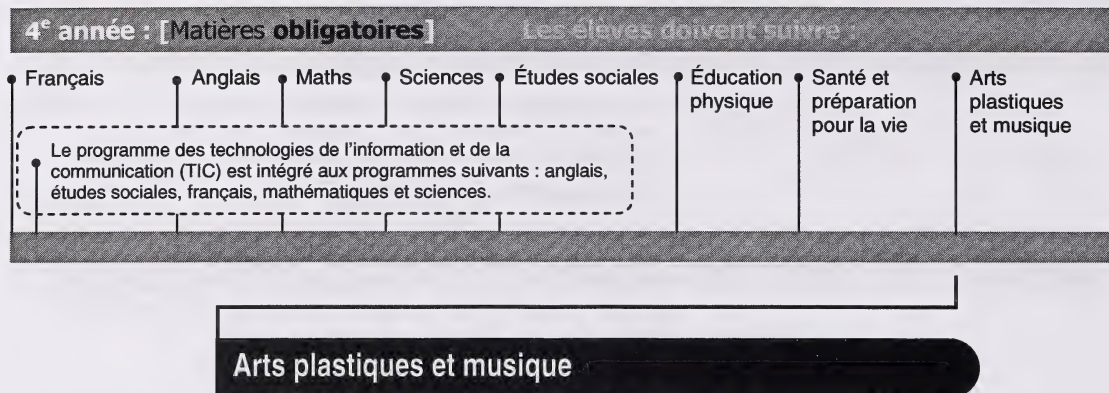 4e année : [Matières obligatoires] Les élèves doivent suivre :
Français
Anglais
Maths
Sciences
Études sociales
Éducation
physique
Santé et
préparation
pour la vie
Arts
plastiques
et musique
Le programme des technologies de l'information et de la
communication (TIC) est intégré aux programmes suivants : anglais,
études sociales, français, mathématiques et sciences.
Arts plastiques et musique